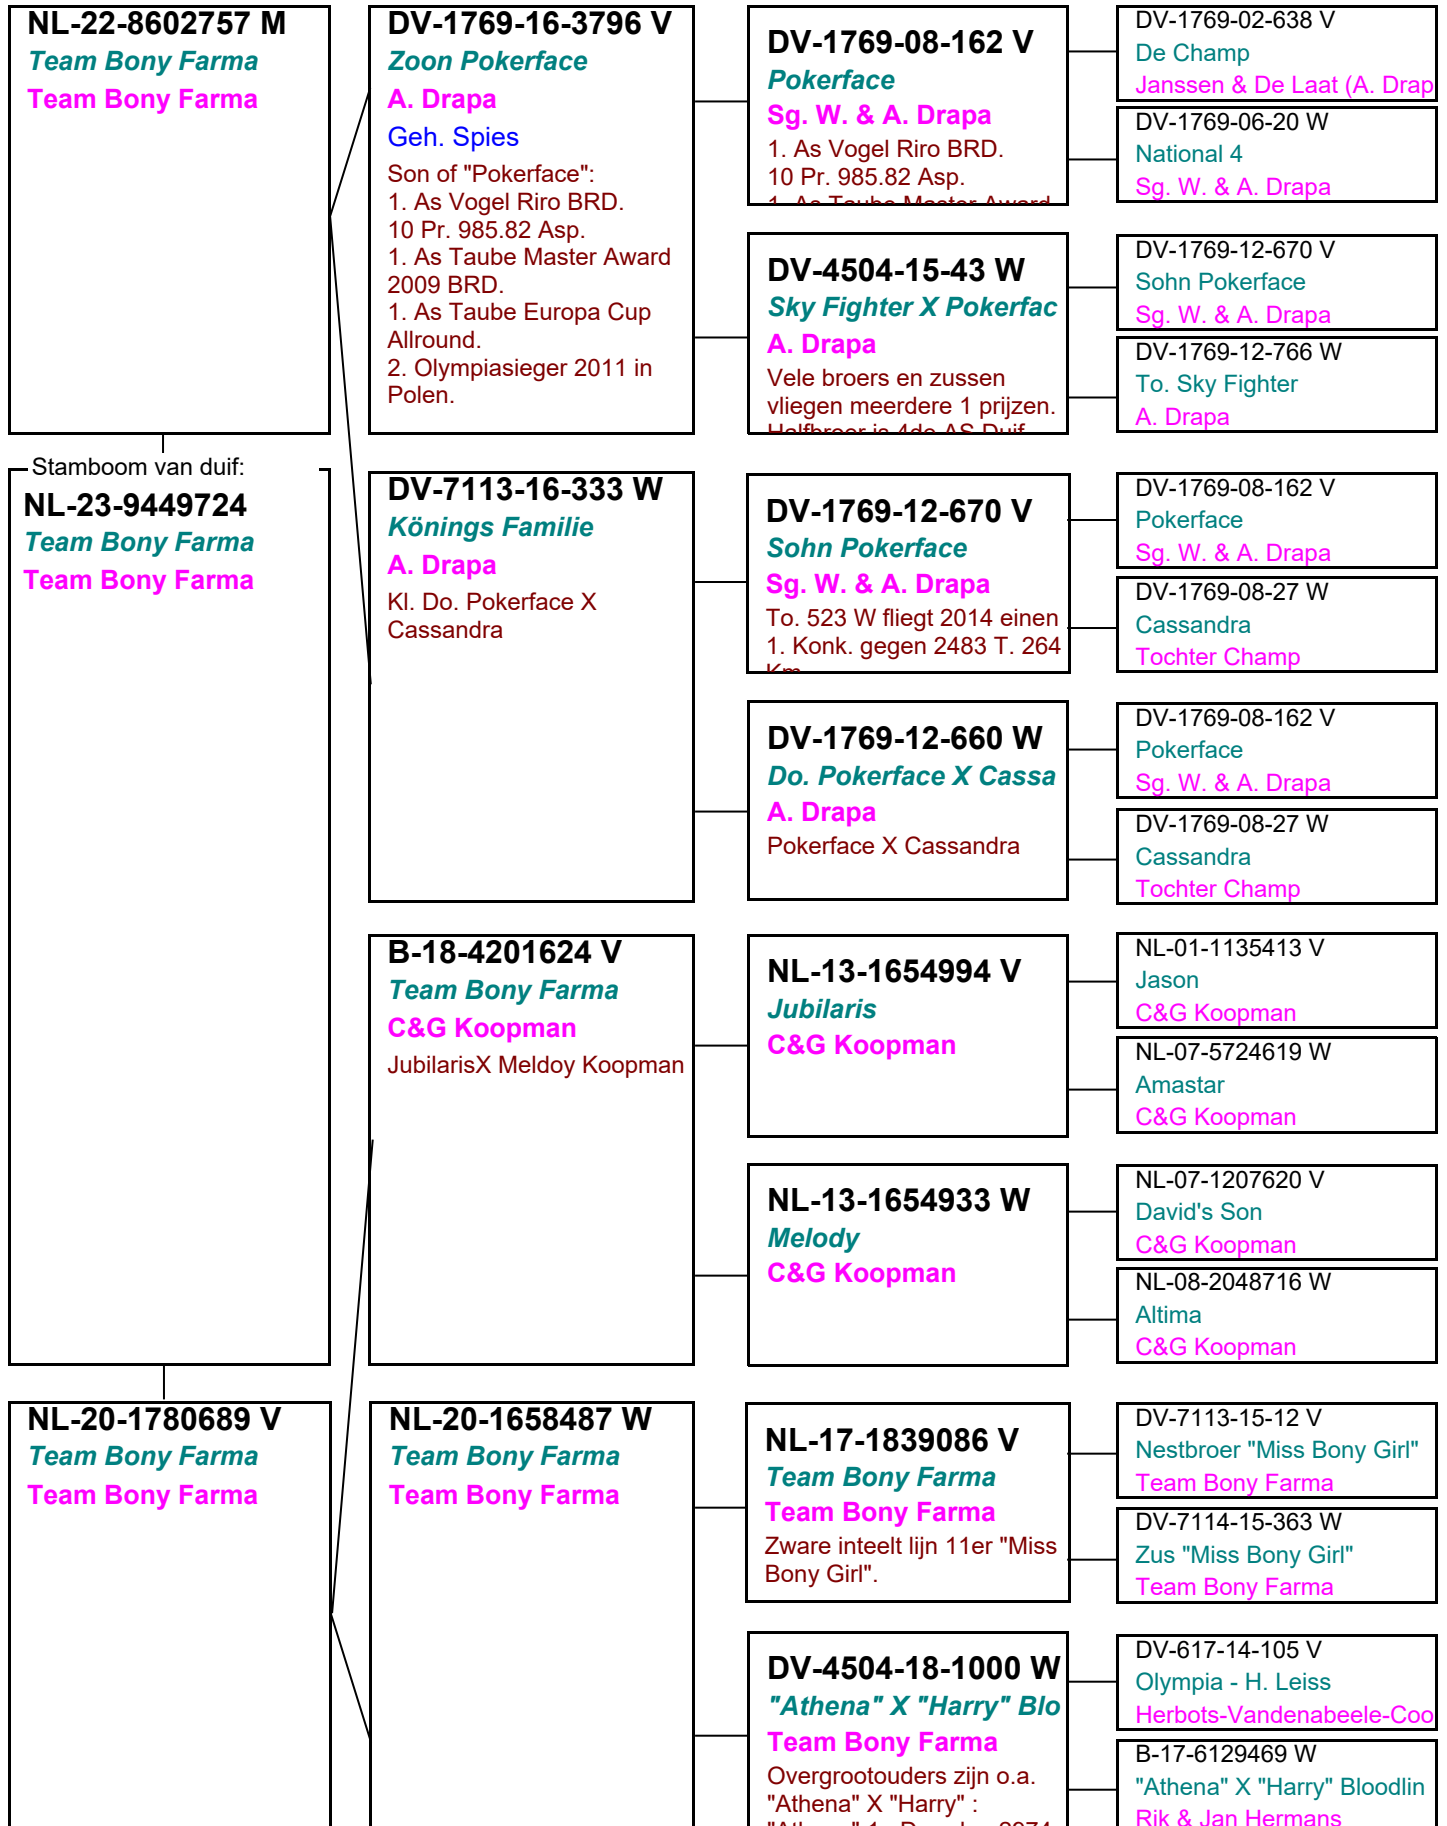 NL-22-8602757 M
Team Bony Farma
Team Bony Farma
Stamboom van duif:
NL-23-9449724
Team Bony Farma
Team Bony Farma
NL-20-1780689 V
Team Bony Farma
Team Bony Farma
DV-1769-16-3796 V
Zoon Pokerface
A. Drapa
Geh. Spies
Son of "Pokerface":
1. As Vogel Riro BRD.
10 Pr. 985.82 Asp.
1. As Taube Master Award
2009 BRD.
1. As Taube Europa Cup
Allround.
2. Olympiasieger 2011 in
Polen.
DV-7113-16-333 W
Könings Familie
A. Drapa
Kl. Do. Pokerface X
Cassandra
B-18-4201624 V
Team Bony Farma
C&G Koopman
JubilarisX Meldoy Koopman
NL-20-1658487 W
Team Bony Farma
Team Bony Farma
DV-1769-08-162 V
Pokerface
Sg. W. & A. Drapa
1. As Vogel Riro BRD.
10 Pr. 985.82 Asp.
1. As Taube Master Award
DV-4504-15-43 W
Sky Fighter X Pokerfac
A. Drapa
Vele broers en zussen
vliegen meerdere 1 prijzen.
Halfbroer is 4de AS Duif
DV-1769-12-670 V
Sohn Pokerface
Sg. W. & A. Drapa
To. 523 W fliegt 2014 einen
1. Konk. gegen 2483 T. 264
Km
DV-1769-12-660 W
Do. Pokerface X Cassa
A. Drapa
Pokerface X Cassandra
NL-13-1654994 V
Jubilaris
C&G Koopman
NL-13-1654933 W
Melody
C&G Koopman
NL-17-1839086 V
Team Bony Farma
Team Bony Farma
Zware inteelt lijn 11er "Miss
Bony Girl".
DV-4504-18-1000 W
"Athena" X "Harry" Blo
Team Bony Farma
Overgrootouders zijn o.a.
"Athena" X "Harry" :
DV-1769-02-638 V
De Champ
Janssen & De Laat (A. Drap
DV-1769-06-20 W
National 4
Sg. W. & A. Drapa
DV-1769-12-670 V
Sohn Pokerface
Sg. W. & A. Drapa
DV-1769-12-766 W
To. Sky Fighter
A. Drapa
DV-1769-08-162 V
Pokerface
Sg. W. & A. Drapa
DV-1769-08-27 W
Cassandra
Tochter Champ
DV-1769-08-162 V
Pokerface
Sg. W. & A. Drapa
DV-1769-08-27 W
Cassandra
Tochter Champ
NL-01-1135413 V
Jason
C&G Koopman
NL-07-5724619 W
Amastar
C&G Koopman
NL-07-1207620 V
David's Son
C&G Koopman
NL-08-2048716 W
Altima
C&G Koopman
DV-7113-15-12 V
Nestbroer "Miss Bony Girl"
Team Bony Farma
DV-7114-15-363 W
Zus "Miss Bony Girl"
Team Bony Farma
DV-617-14-105 V
Olympia - H. Leiss
Herbots-Vandenabeele-Coo
B-17-6129469 W
"Athena" X "Harry" Bloodlin
Rik & Jan Hermans